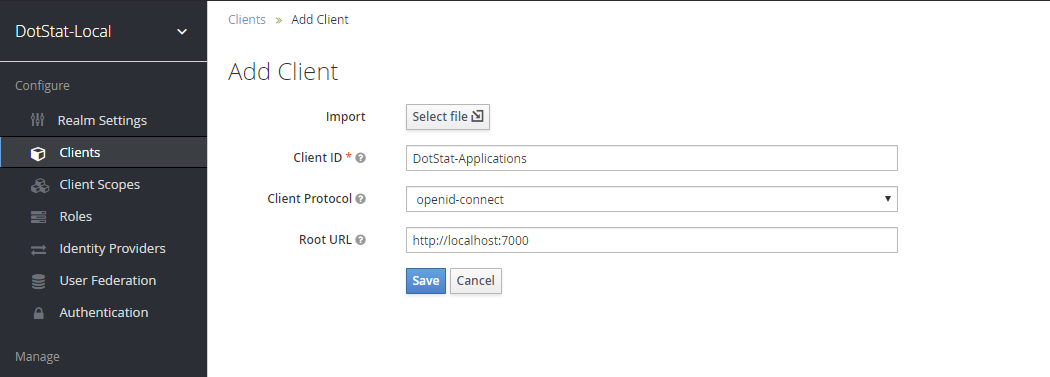 DotStat-Local
Configure
Realm Settings
Clients
Client Scopes
Roles
Identity Providers
User Federation
Authentication
Manage
Clients » Add Client
Add Client
Import Select file
Client ID * DotStat-Applications
Client Protocol openid-connect
Root URL http://localhost:7000
Save Cancel